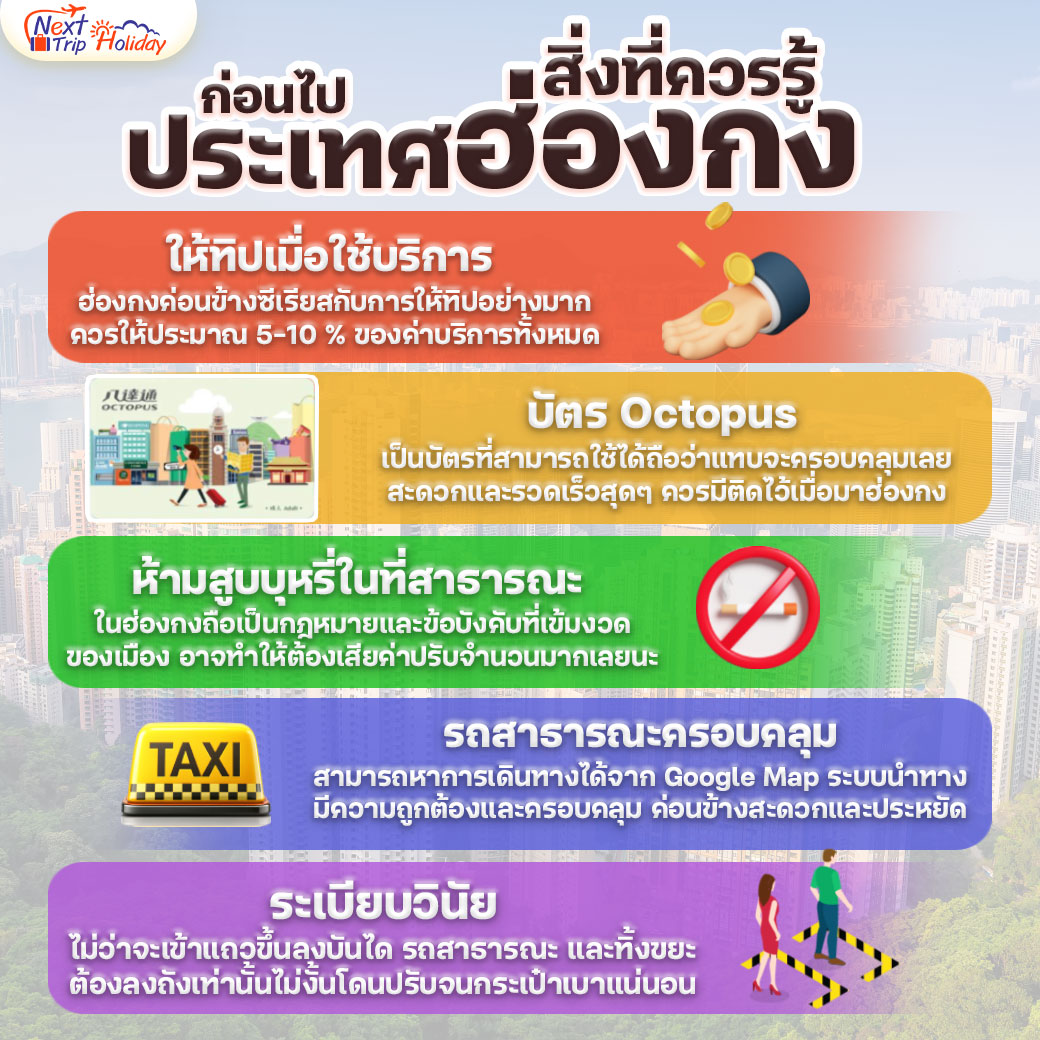 Next
Trip Holiday
สิ่งที่ควรรู้
ก่อนไป
ประเทศฮ่องกง
ให้ทิปเมื่อใช้บริการ
ฮ่องกงค่อนข้างซีเรียสกับการให้ทิปอย่างมาก
ควรให้ประมาณ 5-10 % ของค่าบริการทั้งหมด
八達通
OCTOPUS
บัตร Octopus
เป็นบัตรที่สามารถใช้ได้ถือว่าแทบจะครอบคลุมเลย
สะดวกและรวดเร็วสุดๆ ควรมีติดไว้เมื่อมาฮ่องกง
ห้ามสูบบุหรี่ในที่สาธารณะ
ในฮ่องกงถือเป็นกฎหมายและข้อบังคับที่เข้มงวด
ของเมือง อาจทำให้ต้องเสียค่าปรับจำนวนมากเลยนะ
TAXI
รถสาธารณะครอบคลุม
สามารถหาการเดินทางได้จาก Google Map ระบบนำทาง
มีความถูกต้องและครอบคลุม ค่อนข้างสะดวกและประหยัด
ระเบียบวินัย
ไม่ว่าจะเข้าแถวขึ้นลงบันได รถสาธารณะ และทิ้งขยะ
ต้องลงถังเท่านั้นไม่งั้นโดนปรับจนกระเป๋าเบาแน่นอน